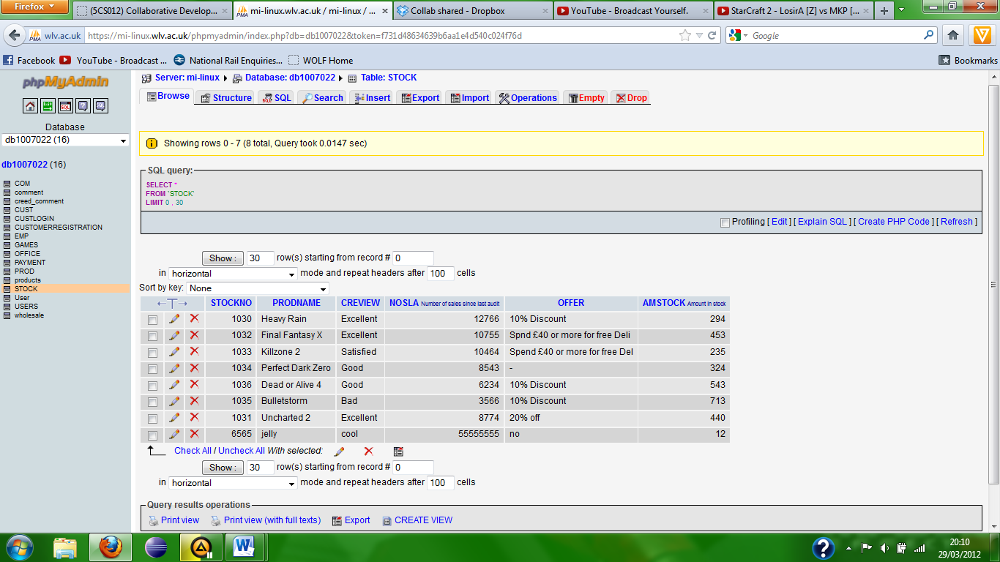 Firefox
(5CS012) Collaborative Develop...
mi-linux.wlv.ac.uk / mi-linux / ...
Collab shared - Dropbox
YouTube - Broadcast Yourself.
StarCraft 2 - LosirA [Z] vs MKP [...
wlv.ac.uk https://mi-linux.wlv.ac.uk/phpmyadmin/index.php?db=db1007022&token=f731d48634639b6aa1e4d540c024f76d
Google
Facebook YouTube - Broadcast ... National Rail Enquiries... WOLF Home Bookmarks
phpMyAdmin
Database
db1007022 (16)
db1007022 (16)
COM
comment
creed_comment
CUST
CUSTLOGIN
CUSTOMERREGISTRATION
EMP
GAMES
OFFICE
PAYMENT
PROD
products
STOCK
User
USERS
wholesale
Server: mi-linux Database: db1007022 Table: STOCK
Browse Structure SQL Search Insert Export Import Operations Empty Drop
Showing rows 0 - 7 (8 total, Query took 0.0147 sec)
SQL query:
SELECT *
FROM `STOCK`
LIMIT 0 , 30
Profiling [ Edit ] [ Explain SQL ] [ Create PHP Code ] [ Refresh ]
Show : 30 row(s) starting from record # 0
in horizontal mode and repeat headers after 100 cells
Sort by key: None
STOCKNO PRODNAME CREVIEW NOSLA Number of sales since last audit OFFER AMSTOCK Amount in stock
1030 Heavy Rain Excellent 12766 10% Discount 294
1032 Final Fantasy X Excellent 10755 Spnd £40 or more for free Deli 453
1033 Killzone 2 Satisfied 10464 Spend £40 or more for free Del 235
1034 Perfect Dark Zero Good 8543 - 324
1036 Dead or Alive 4 Good 6234 10% Discount 543
1035 Bulletstorm Bad 3566 10% Discount 713
1031 Uncharted 2 Excellent 8774 20% off 440
6565 jelly cool 55555555 no 12
Check All / Uncheck All With selected:
Show : 30 row(s) starting from record # 0
in horizontal mode and repeat headers after 100 cells
Query results operations
Print view Print view (with full texts) Export CREATE VIEW
20:10
29/03/2012